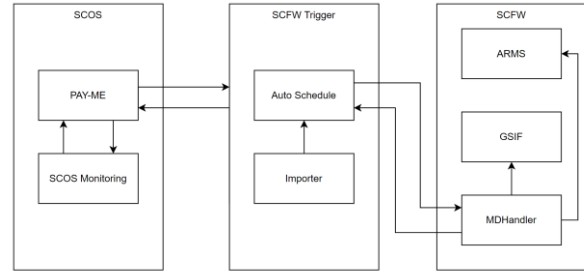 SCOS
SCFW Trigger
SCFW
PAY-ME
Auto Schedule
ARMS
GSIF
SCOS Monitoring
Importer
MDHandler